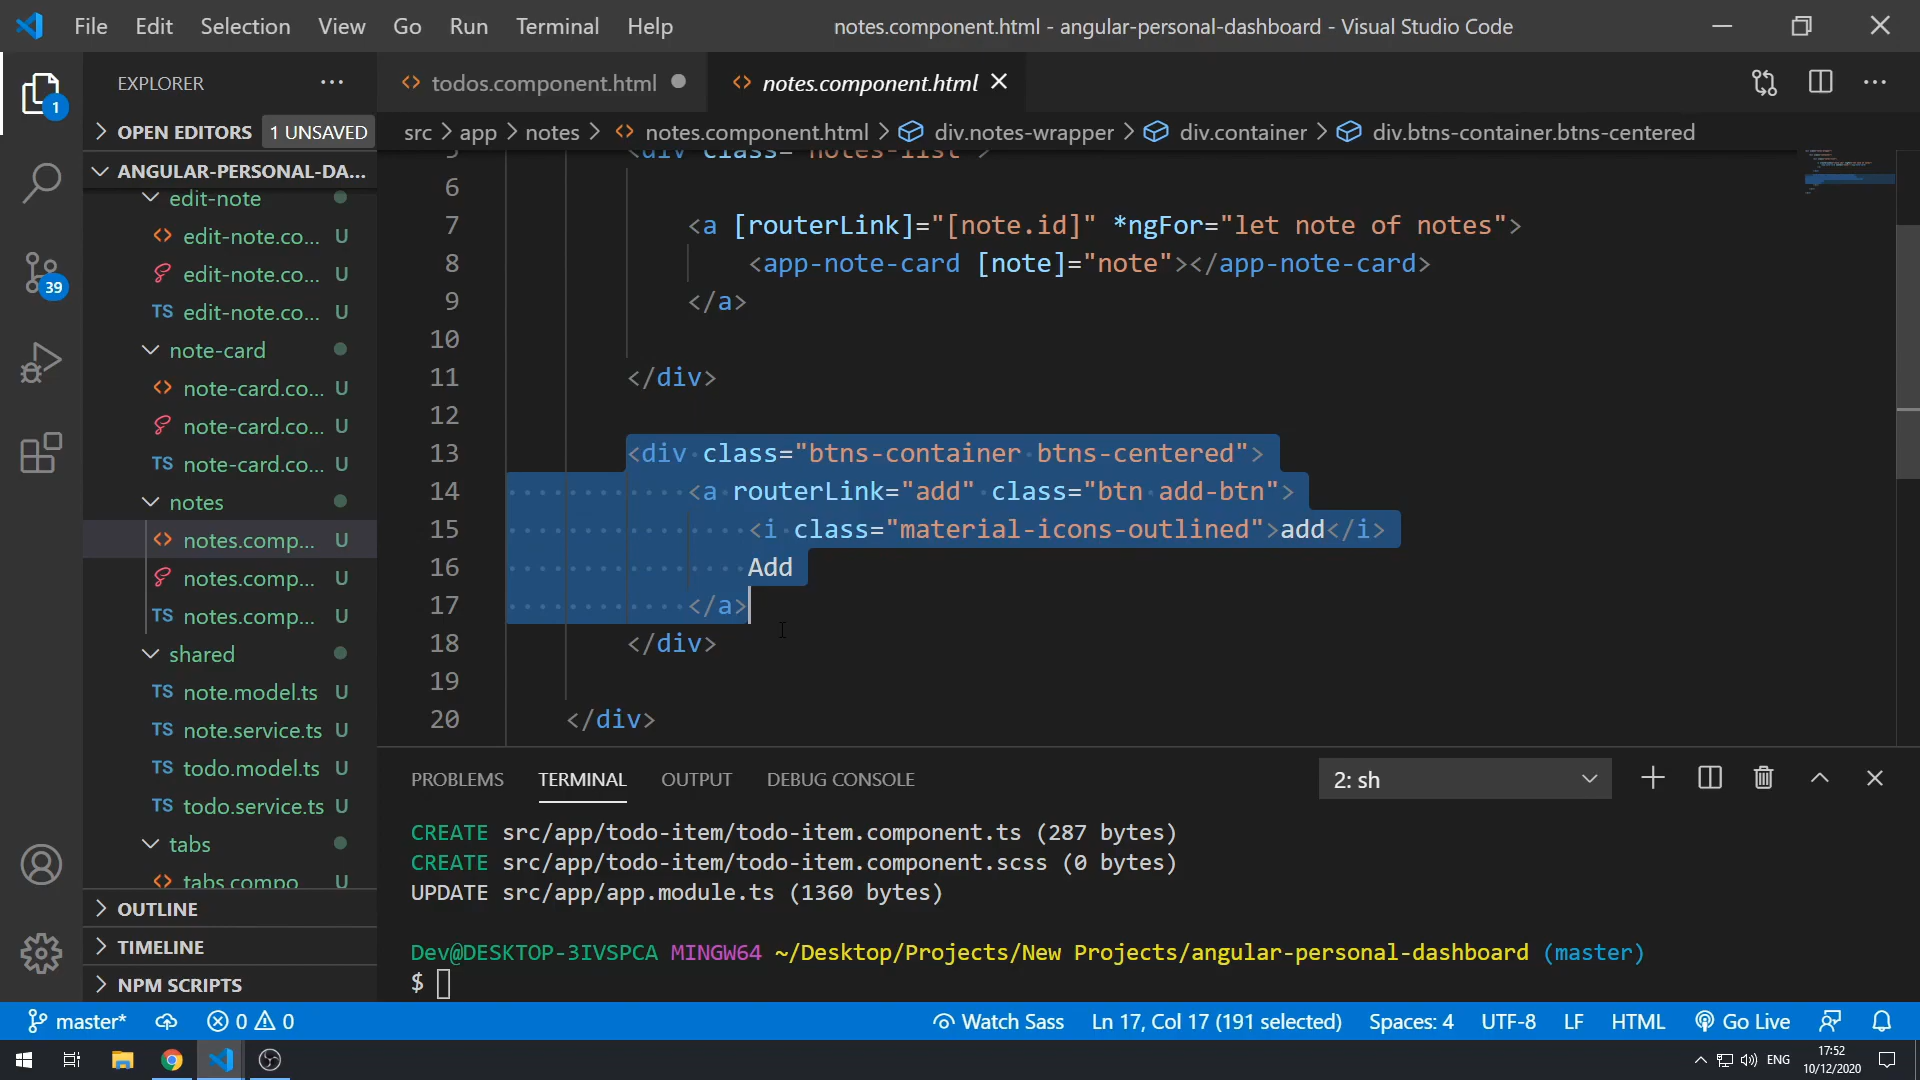 File Edit Selection View Go Run Terminal Help
notes.component.html - angular-personal-dashboard - Visual Studio Code
EXPLORER
todos.component.html
notes.component.html
1
OPEN EDITORS 1 UNSAVED
src > app > notes > notes.component.html > div.notes-wrapper > div.container > div.btns-container.btns-centered
ANGULAR-PERSONAL-DA...
edit-note
edit-note.co... U
edit-note.co... U
edit-note.co... U
39
note-card
note-card.co... U
note-card.co... U
note-card.co... U
notes
notes.comp... U
notes.comp... U
notes.comp... U
shared
note.model.ts U
note.service.ts U
todo.model.ts U
todo.service.ts U
tabs
tabs.compo U
OUTLINE
TIMELINE
NPM SCRIPTS
5 <div class="notes-list">
6
7 <a [routerLink]="[note.id]" *ngFor="let note of notes">
8 <app-note-card [note]="note"></app-note-card>
9 </a>
10
11 </div>
12
13 <div class="btns-container btns-centered">
14 <a routerLink="add" class="btn add-btn">
15 <i class="material-icons-outlined">add</i>
16 Add
17 </a>
18 </div>
19
20 </div>
PROBLEMS TERMINAL OUTPUT DEBUG CONSOLE 2: sh
CREATE src/app/todo-item/todo-item.component.ts (287 bytes)
CREATE src/app/todo-item/todo-item.component.scss (0 bytes)
UPDATE src/app/app.module.ts (1360 bytes)
Dev@DESKTOP-3IVSPCA MINGW64 ~/Desktop/Projects/New Projects/angular-personal-dashboard (master)
$
master* 0 0 Watch Sass Ln 17, Col 17 (191 selected) Spaces: 4 UTF-8 LF HTML Go Live
ENG 17:52
10/12/2020